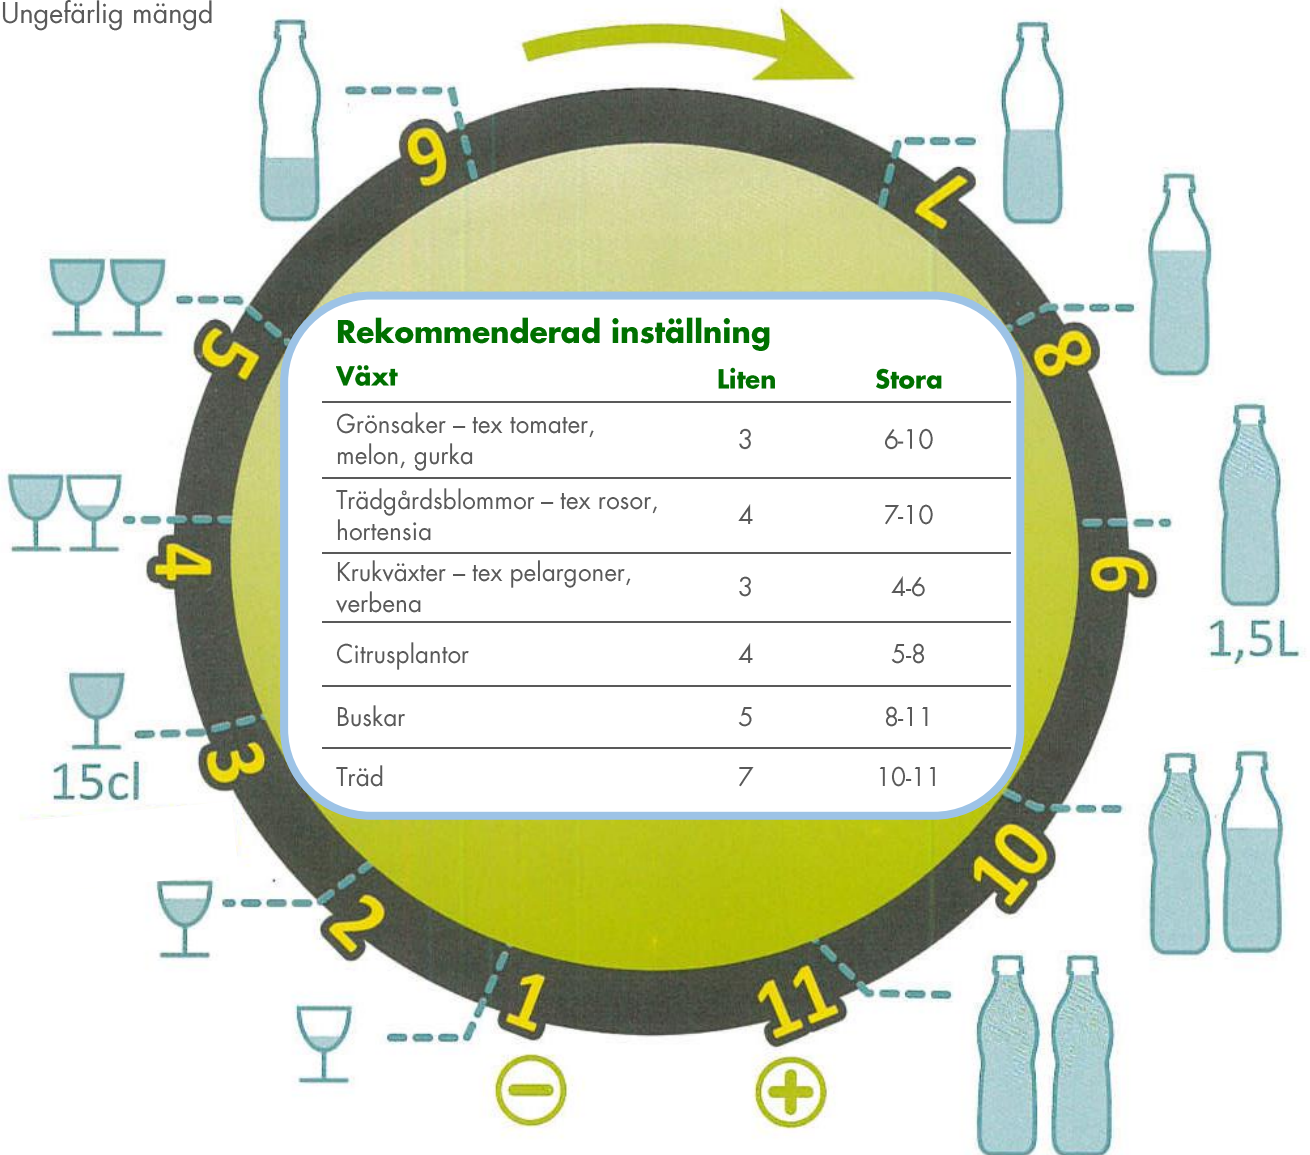 Ungefärlig mängd
6
7
5
8
4
9
1,5L
3
15cl
2
10
1
11
Rekommenderad inställning
Växt Liten Stora
Grönsaker – tex tomater,
melon, gurka
3 6-10
Trädgårdsblommor – tex rosor,
hortensia
4 7-10
Krukväxter – tex pelargoner,
verbena
3 4-6
Citrusplantor 4 5-8
Buskar 5 8-11
Träd 7 10-11